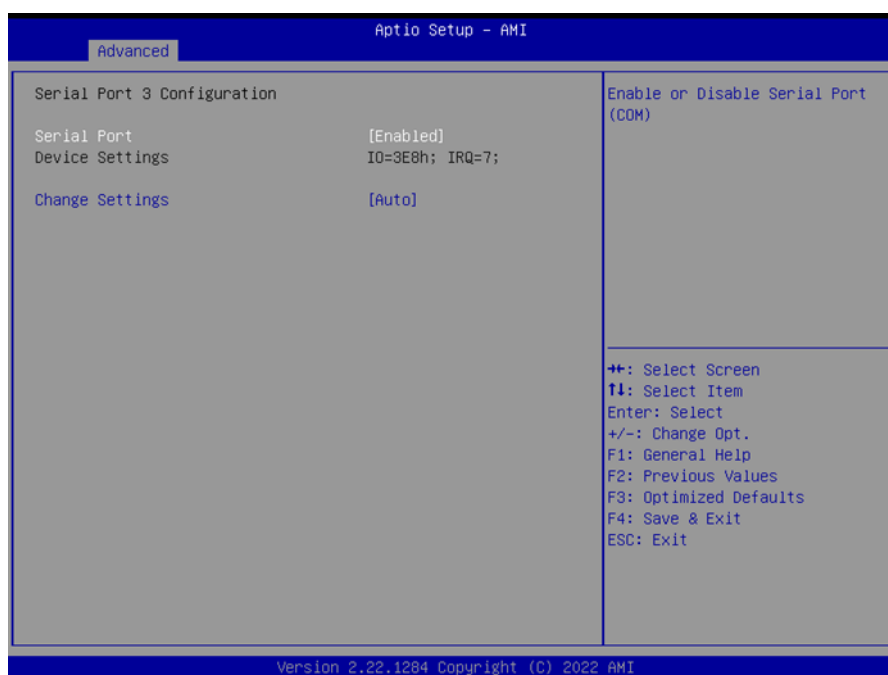 Aptio Setup – AMI
Advanced
Serial Port 3 Configuration
Serial Port [Enabled]
Device Settings IO=3E8h; IRQ=7;
Change Settings [Auto]
Enable or Disable Serial Port
(COM)
→←: Select Screen
↑↓: Select Item
Enter: Select
+/-: Change Opt.
F1: General Help
F2: Previous Values
F3: Optimized Defaults
F4: Save & Exit
ESC: Exit
Version 2.22.1284 Copyright (C) 2022 AMI